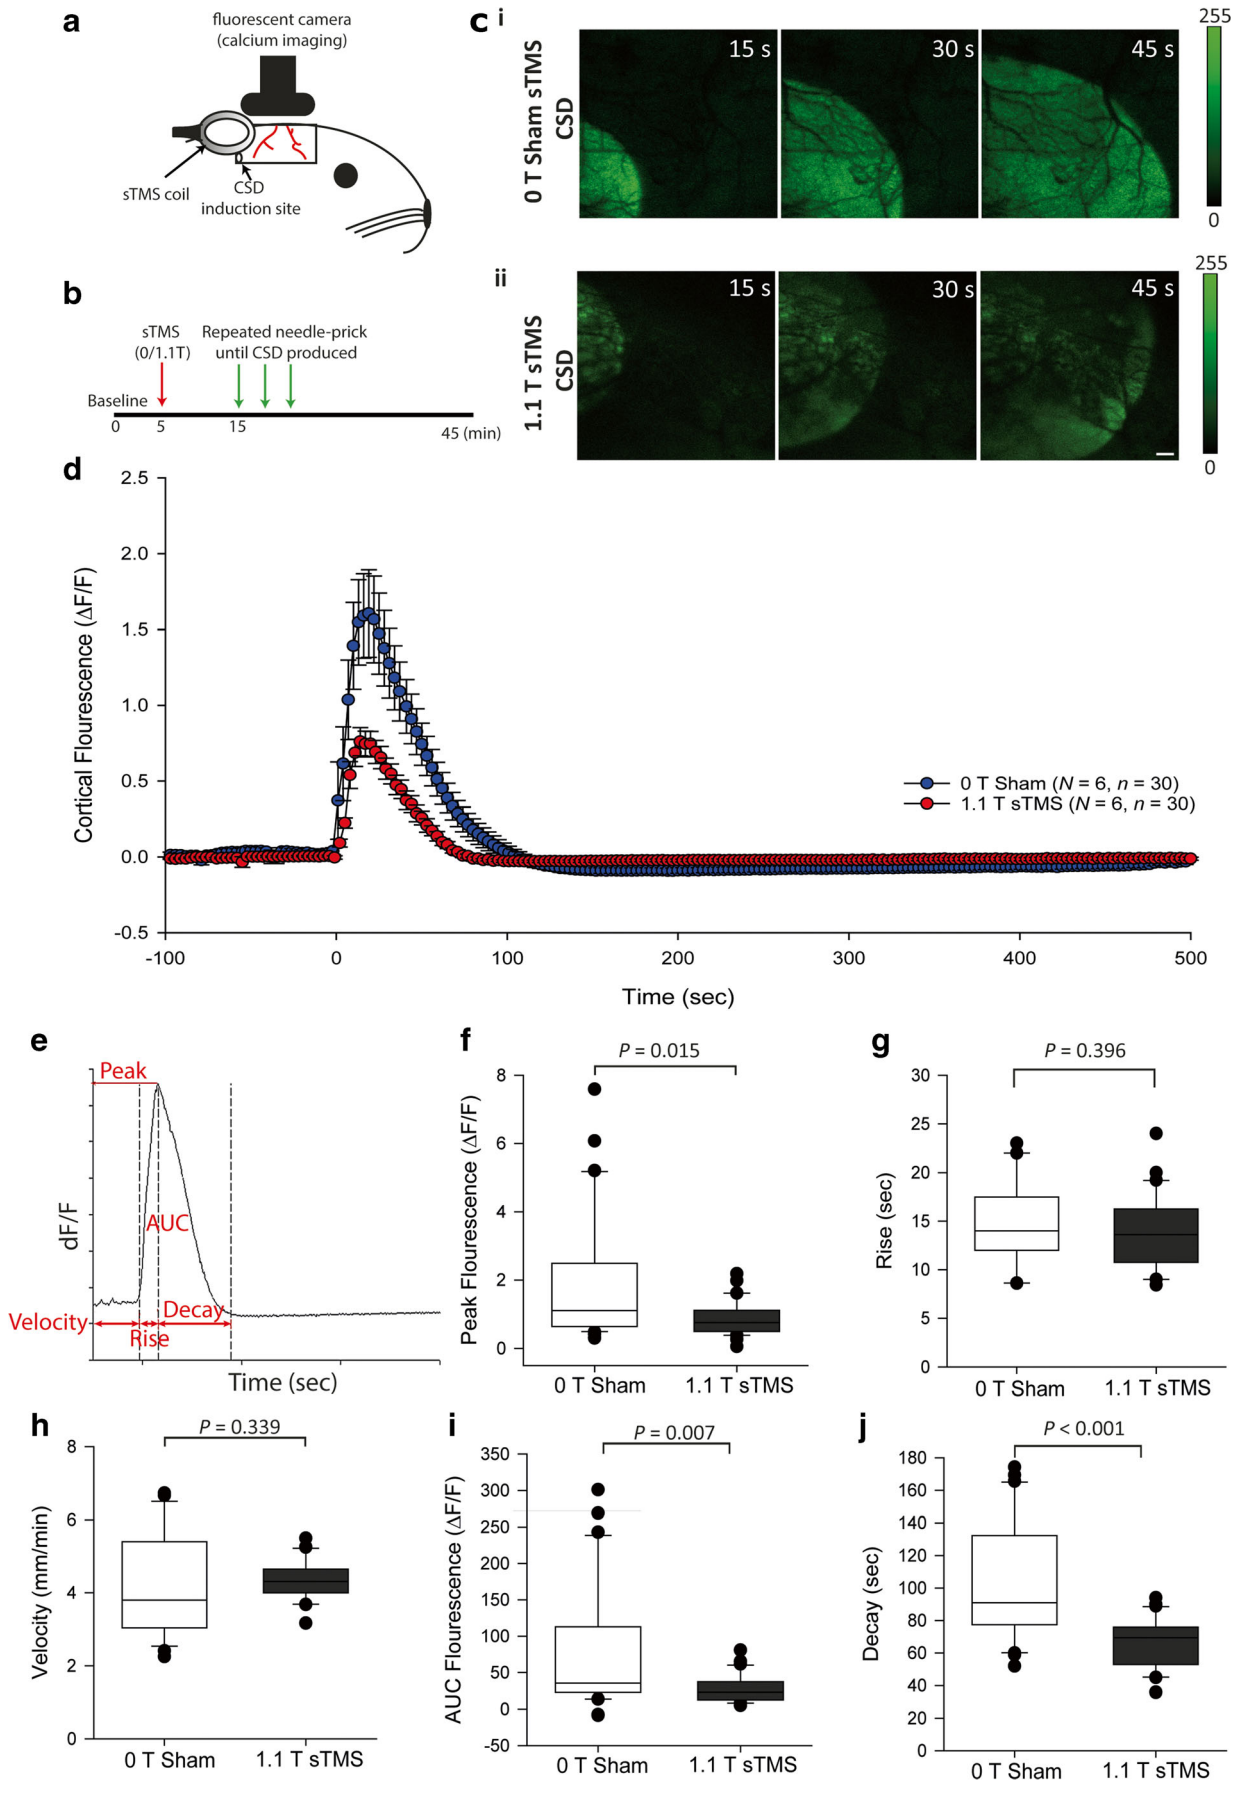 a
fluorescent camera
(calcium imaging)
sTMS coil
CSD
induction site
b
sTMS
(0/1.1T)
Repeated needle-prick
until CSD produced
Baseline
0
5
15
45 (min)
c
i
0 T Sham sTMS
CSD
15 s
30 s
45 s
255
0
ii
1.1 T sTMS
CSD
15 s
30 s
45 s
255
0
d
Cortical Flourescence (ΔF/F)
2.5
2.0
1.5
1.0
0.5
0.0
-0.5
-100
0
100
200
300
400
500
Time (sec)
0 T Sham (N = 6, n = 30)
1.1 T sTMS (N = 6, n = 30)
e
Peak
dF/F
AUC
Velocity
Rise
Decay
Time (sec)
f
P = 0.015
Peak Flourescence (ΔF/F)
8
6
4
2
0
0 T Sham
1.1 T sTMS
g
P = 0.396
Rise (sec)
30
25
20
15
10
5
0
0 T Sham
1.1 T sTMS
h
P = 0.339
Velocity (mm/min)
8
6
4
2
0
0 T Sham
1.1 T sTMS
i
P = 0.007
AUC Flourescence (ΔF/F)
350
300
250
200
150
100
50
0
-50
0 T Sham
1.1 T sTMS
j
P < 0.001
Decay (sec)
180
160
140
120
100
80
60
40
20
0
0 T Sham
1.1 T sTMS